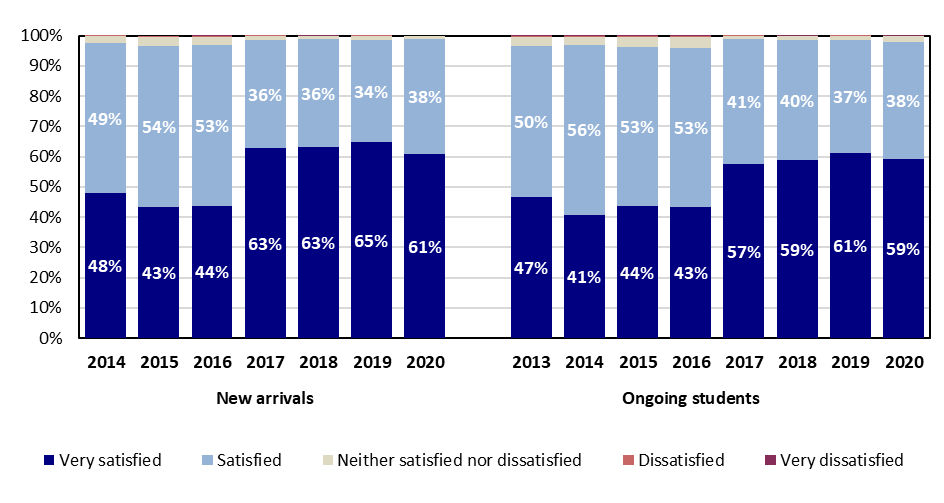 100%
90%
80%
70%
60%
50%
40%
30%
20%
10%
0%
49% 54% 53% 36% 36% 34% 38% 50% 56% 53% 53% 41% 40% 37% 38%
48% 43% 44% 63% 63% 65% 61% 47% 41% 44% 43% 57% 59% 61% 59%
2014 2015 2016 2017 2018 2019 2020 2013 2014 2015 2016 2017 2018 2019 2020
New arrivals Ongoing students
Very satisfied Satisfied Neither satisfied nor dissatisfied Dissatisfied Very dissatisfied